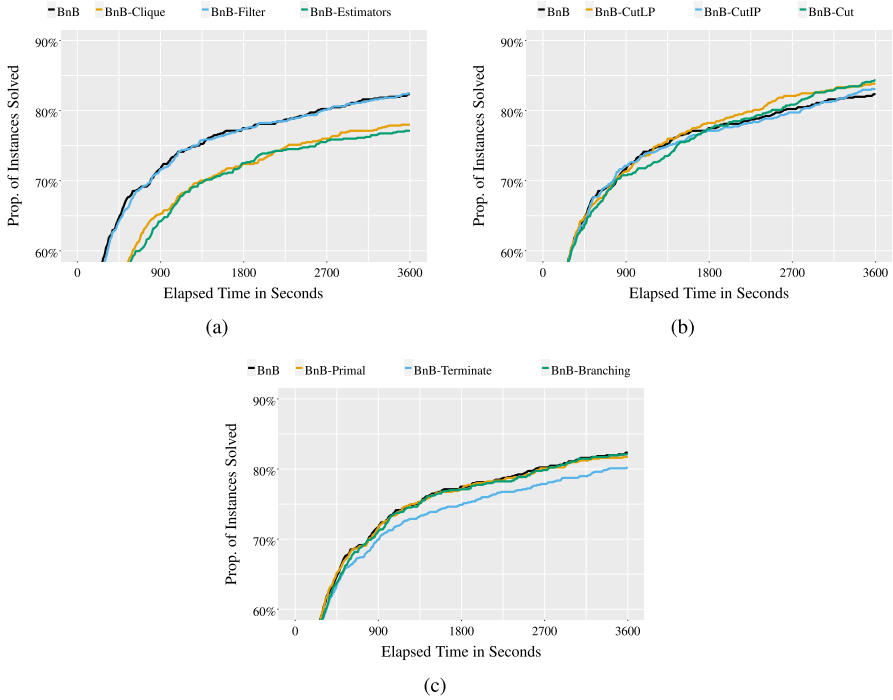 BnB BnB-Clique BnB-Filter BnB-Estimators
90%
80%
70%
60%
Prop. of Instances Solved
0 900 1800 2700 3600
Elapsed Time in Seconds
(a)
BnB BnB-CutLP BnB-CutIP BnB-Cut
90%
80%
70%
60%
Prop. of Instances Solved
0 900 1800 2700 3600
Elapsed Time in Seconds
(b)
BnB BnB-Primal BnB-Terminate BnB-Branching
90%
80%
70%
60%
Prop. of Instances Solved
0 900 1800 2700 3600
Elapsed Time in Seconds
(c)